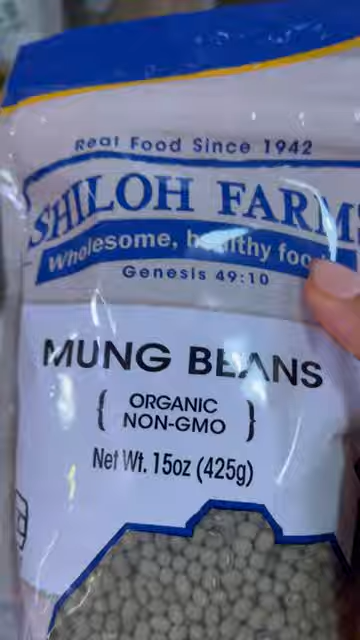 Real Food Since 1942
SHILOH FARMS
Wholesome, healthy foods
Genesis 49:10
MUNG BEANS
{ ORGANIC
NON-GMO }
Net Wt. 15oz (425g)